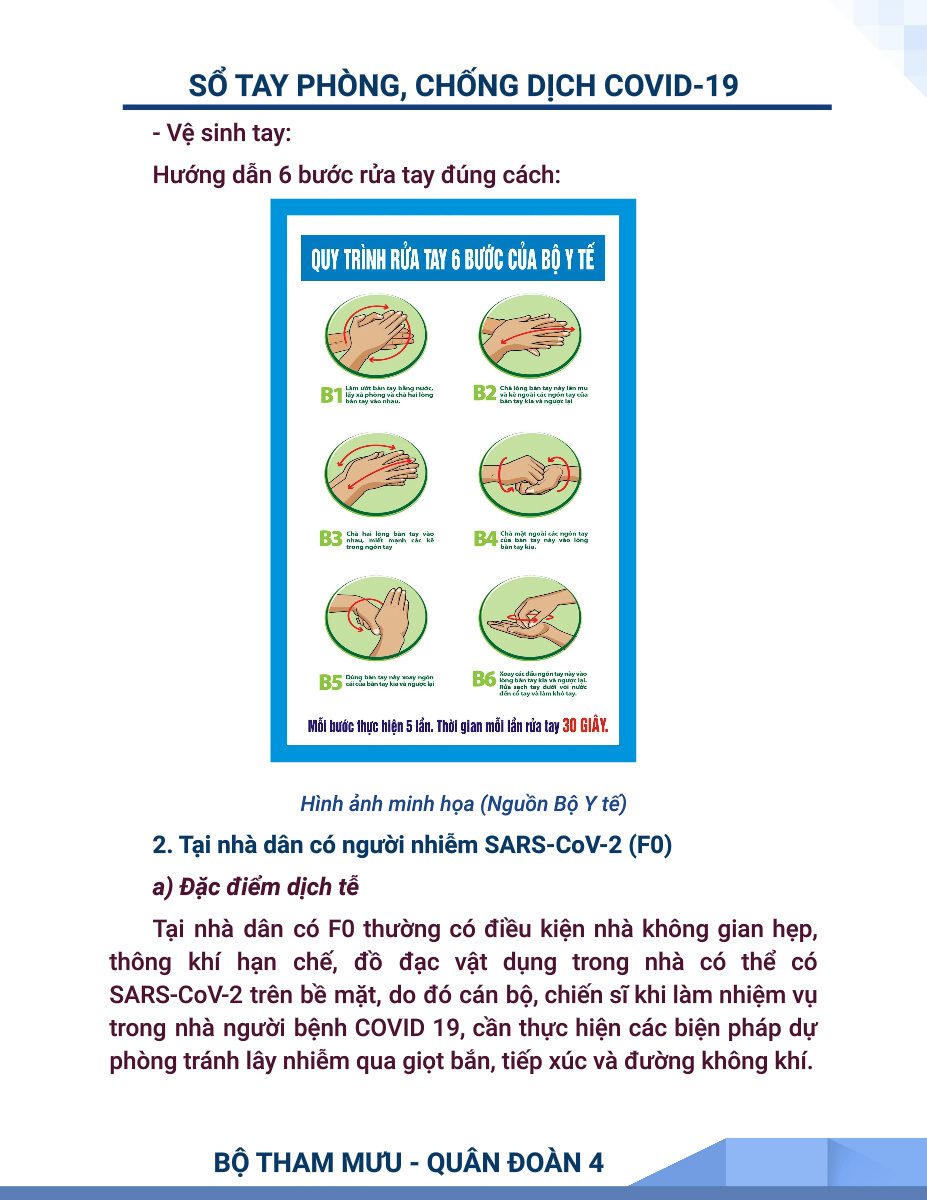 SỔ TAY PHÒNG, CHỐNG DỊCH COVID-19
- Vệ sinh tay:
Hướng dẫn 6 bước rửa tay đúng cách:
QUY TRÌNH RỬA TAY 6 BƯỚC CỦA BỘ Y TẾ
B1 Làm ướt bàn tay bằng nước,
lấy xà phòng và chà hai lòng
bàn tay vào nhau.
B2 Chà lòng bàn tay này lên mu
và kẽ ngoài các ngón tay của
bàn tay kia và ngược lại
B3 Chà hai lòng bàn tay vào
nhau, miết mạnh các kẽ
trong ngón tay
B4 Chà mặt ngoài các ngón tay
của bàn tay này vào lòng
bàn tay kia.
B5 Dùng bàn tay này xoay ngón
cái của bàn tay kia và ngược lại
B6 Xoay các đầu ngón tay này vào
lòng bàn tay kia và ngược lại.
Rửa sạch tay dưới vòi nước
đến cổ tay và làm khô tay.
Mỗi bước thực hiện 5 lần. Thời gian mỗi lần rửa tay 30 GIÂY.
Hình ảnh minh họa (Nguồn Bộ Y tế)
2. Tại nhà dân có người nhiễm SARS-CoV-2 (F0)
a) Đặc điểm dịch tễ
Tại nhà dân có F0 thường có điều kiện nhà không gian hẹp,
thông khí hạn chế, đồ đạc vật dụng trong nhà có thể có
SARS-CoV-2 trên bề mặt, do đó cán bộ, chiến sĩ khi làm nhiệm vụ
trong nhà người bệnh COVID 19, cần thực hiện các biện pháp dự
phòng tránh lây nhiễm qua giọt bắn, tiếp xúc và đường không khí.
BỘ THAM MƯU - QUÂN ĐOÀN 4